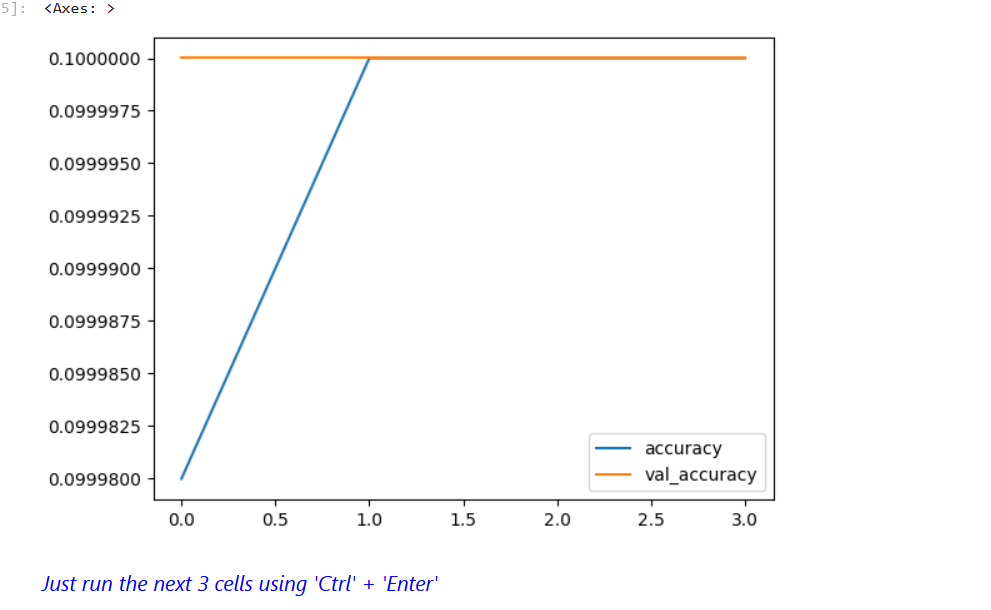 5]: <Axes: >
0.1000000
0.0999975
0.0999950
0.0999925
0.0999900
0.0999875
0.0999850
0.0999825
0.0999800
accuracy
val_accuracy
0.0 0.5 1.0 1.5 2.0 2.5 3.0
Just run the next 3 cells using 'Ctrl' + 'Enter'